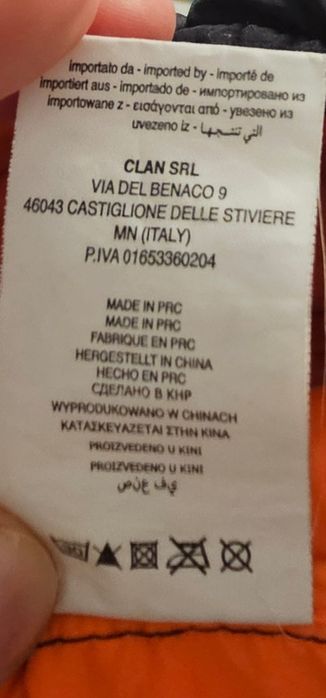 importato da - imported by - importé de
importiert aus - importado de - импортировано из
importowane z - εισάγονται από - увезено из
uvezeno iz - التي تنتجها
CLAN SRL
VIA DEL BENACO 9
46043 CASTIGLIONE DELLE STIVIERE
MN (ITALY)
P.IVA 01653360204
MADE IN PRC
MADE IN PRC
FABRIQUE EN PRC
HERGESTELLT IN CHINA
HECHO EN PRC
СДЕЛАНО В КНР
WYPRODUKOWANO W CHINACH
ΚΑΤΑΣΚΕΥΑΖΕΤΑΙ ΣΤΗΝ ΚΙΝΑ
PROIZVEDENO U KINI
PROIZVEDENO U KINI